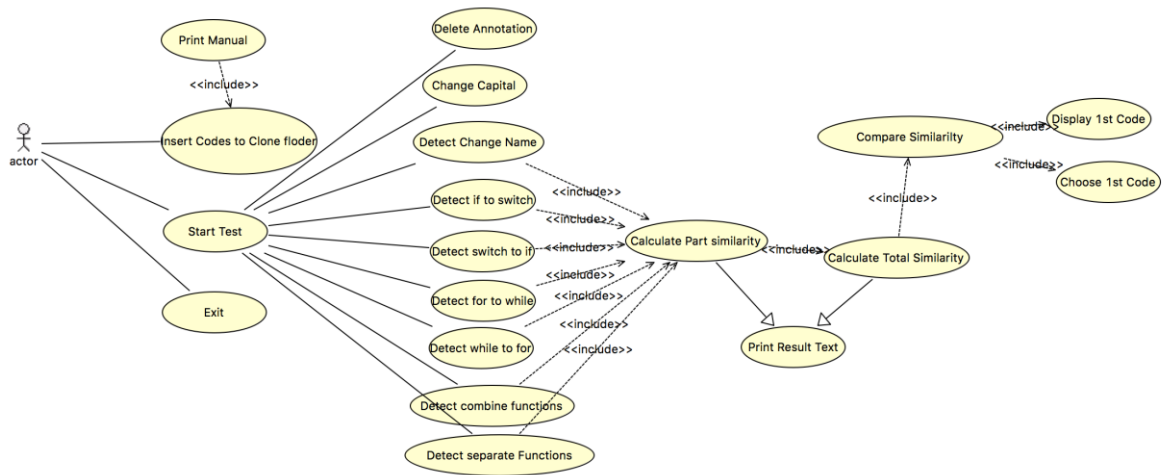 Delete Annotation
Print Manual
<<include>>
Change Capital
actor
Insert Codes to Clone floder
Detect Change Name
Compare Similarilty
<<include>>
Display 1st Code
<<include>>
Choose 1st Code
<<include>>
Detect if to switch
<<include>>
<<include>>
Start Test
Detect switch to if
<<include>>
Calculate Part similarity
<<include>>
Calculate Total Similarity
Exit
Detect for to while
<<include>>
Detect while to for
<<include>>
<<include>>
<<include>>
Print Result Text
Detect combine functions
Detect separate Functions